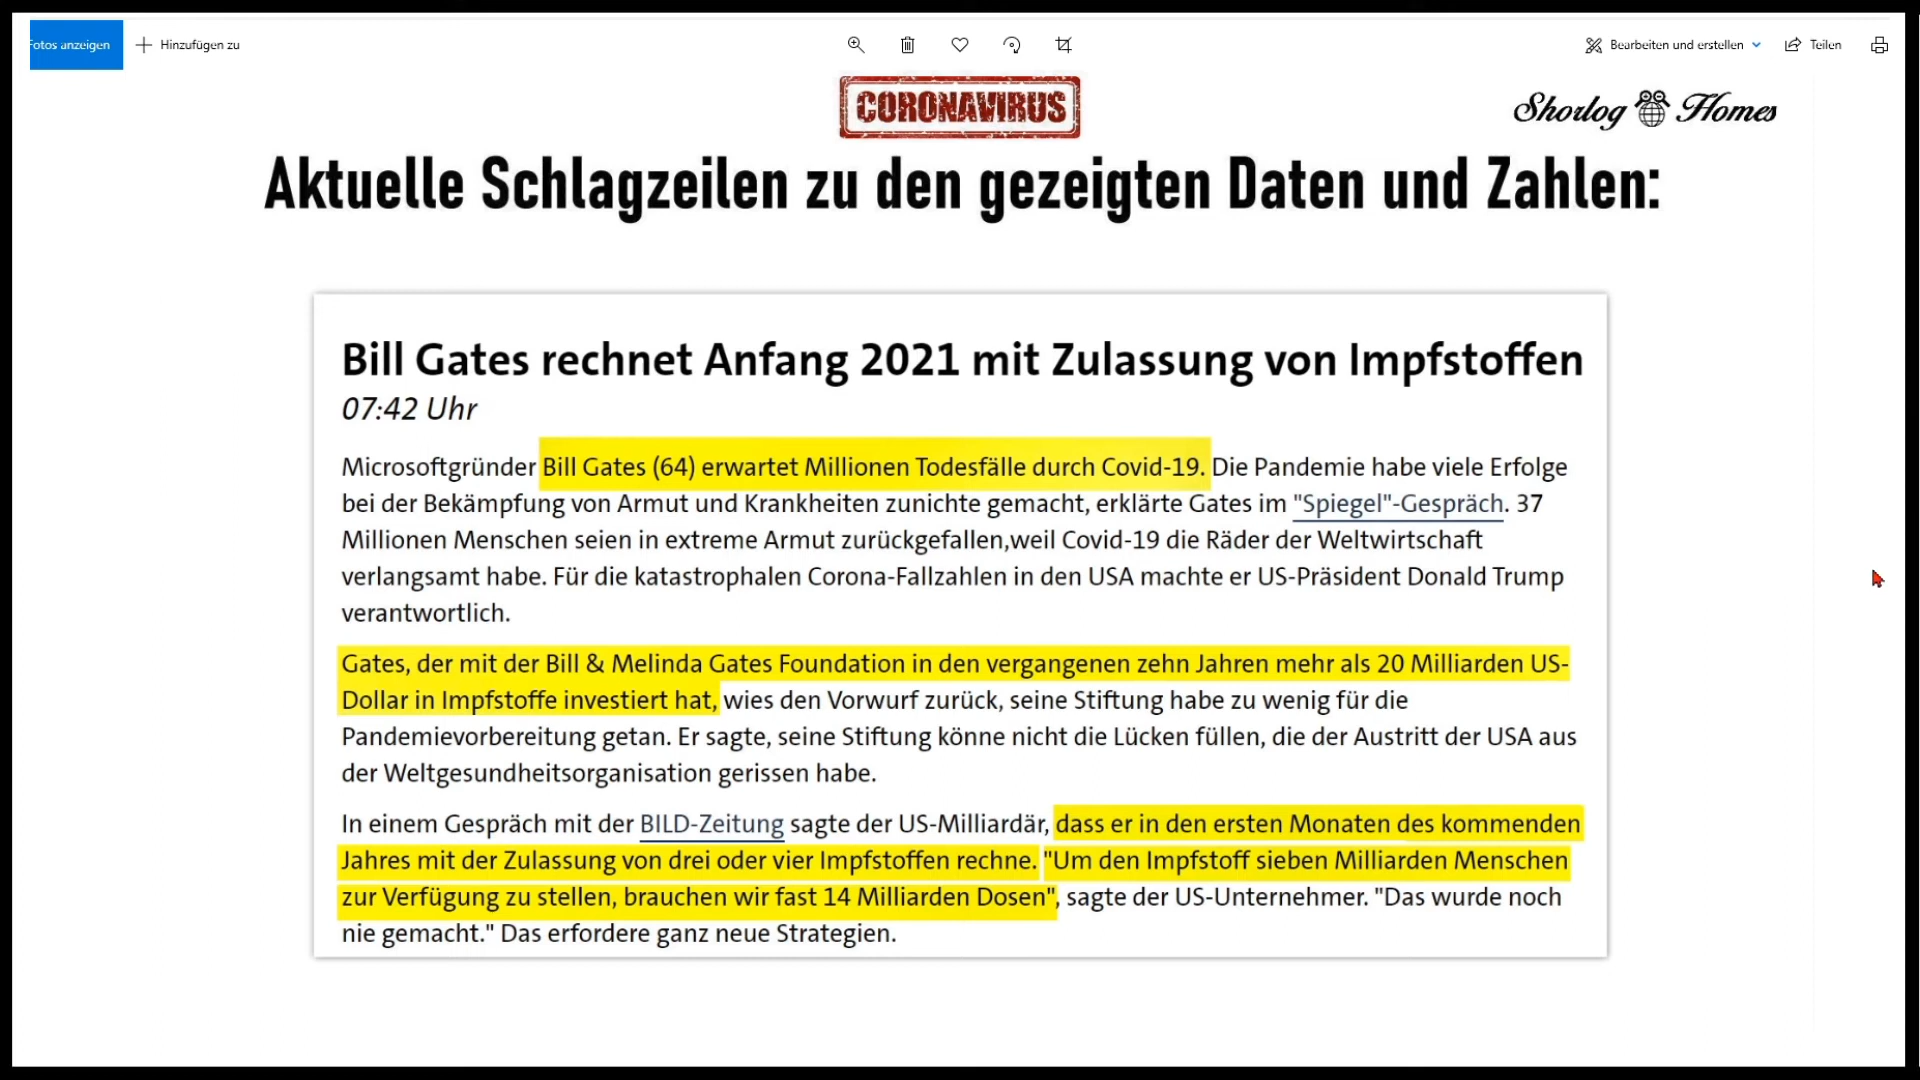 Fotos anzeigen
Hinzufügen zu
Bearbeiten und erstellen
Teilen
CORONAVIRUS
Shorlog Homes
Aktuelle Schlagzeilen zu den gezeigten Daten und Zahlen:
Bill Gates rechnet Anfang 2021 mit Zulassung von Impfstoffen
07:42 Uhr
Microsoftgründer Bill Gates (64) erwartet Millionen Todesfälle durch Covid-19. Die Pandemie habe viele Erfolge
bei der Bekämpfung von Armut und Krankheiten zunichte gemacht, erklärte Gates im "Spiegel"-Gespräch. 37
Millionen Menschen seien in extreme Armut zurückgefallen,weil Covid-19 die Räder der Weltwirtschaft
verlangsamt habe. Für die katastrophalen Corona-Fallzahlen in den USA machte er US-Präsident Donald Trump
verantwortlich.
Gates, der mit der Bill & Melinda Gates Foundation in den vergangenen zehn Jahren mehr als 20 Milliarden US-
Dollar in Impfstoffe investiert hat, wies den Vorwurf zurück, seine Stiftung habe zu wenig für die
Pandemievorbereitung getan. Er sagte, seine Stiftung könne nicht die Lücken füllen, die der Austritt der USA aus
der Weltgesundheitsorganisation gerissen habe.
In einem Gespräch mit der BILD-Zeitung sagte der US-Milliardär, dass er in den ersten Monaten des kommenden
Jahres mit der Zulassung von drei oder vier Impfstoffen rechne. "Um den Impfstoff sieben Milliarden Menschen
zur Verfügung zu stellen, brauchen wir fast 14 Milliarden Dosen", sagte der US-Unternehmer. "Das wurde noch
nie gemacht." Das erfordere ganz neue Strategien.